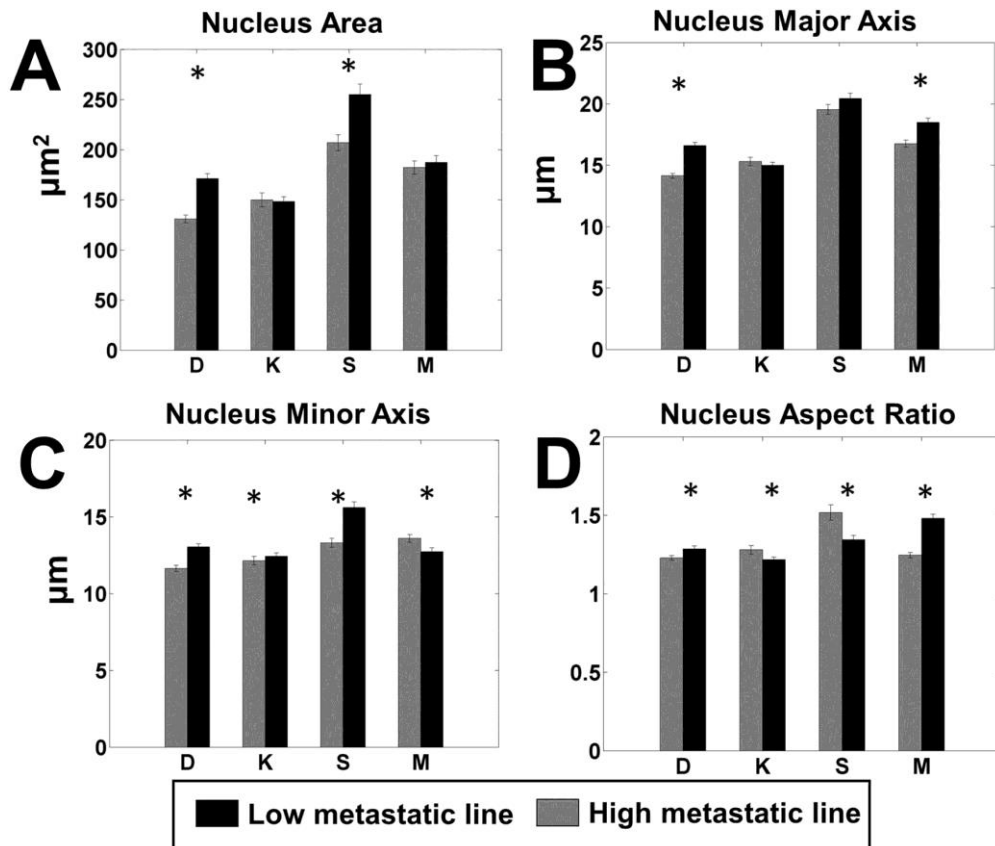 A
Nucleus Area
*
*
300
250
200
150
100
50
0
µm²
D K S M
B
Nucleus Major Axis
*
*
25
20
15
10
5
0
µm
D K S M
C
Nucleus Minor Axis
* * * *
20
15
10
5
0
µm
D K S M
D
Nucleus Aspect Ratio
* * * *
2
1.5
1
0.5
0
D K S M
Low metastatic line High metastatic line